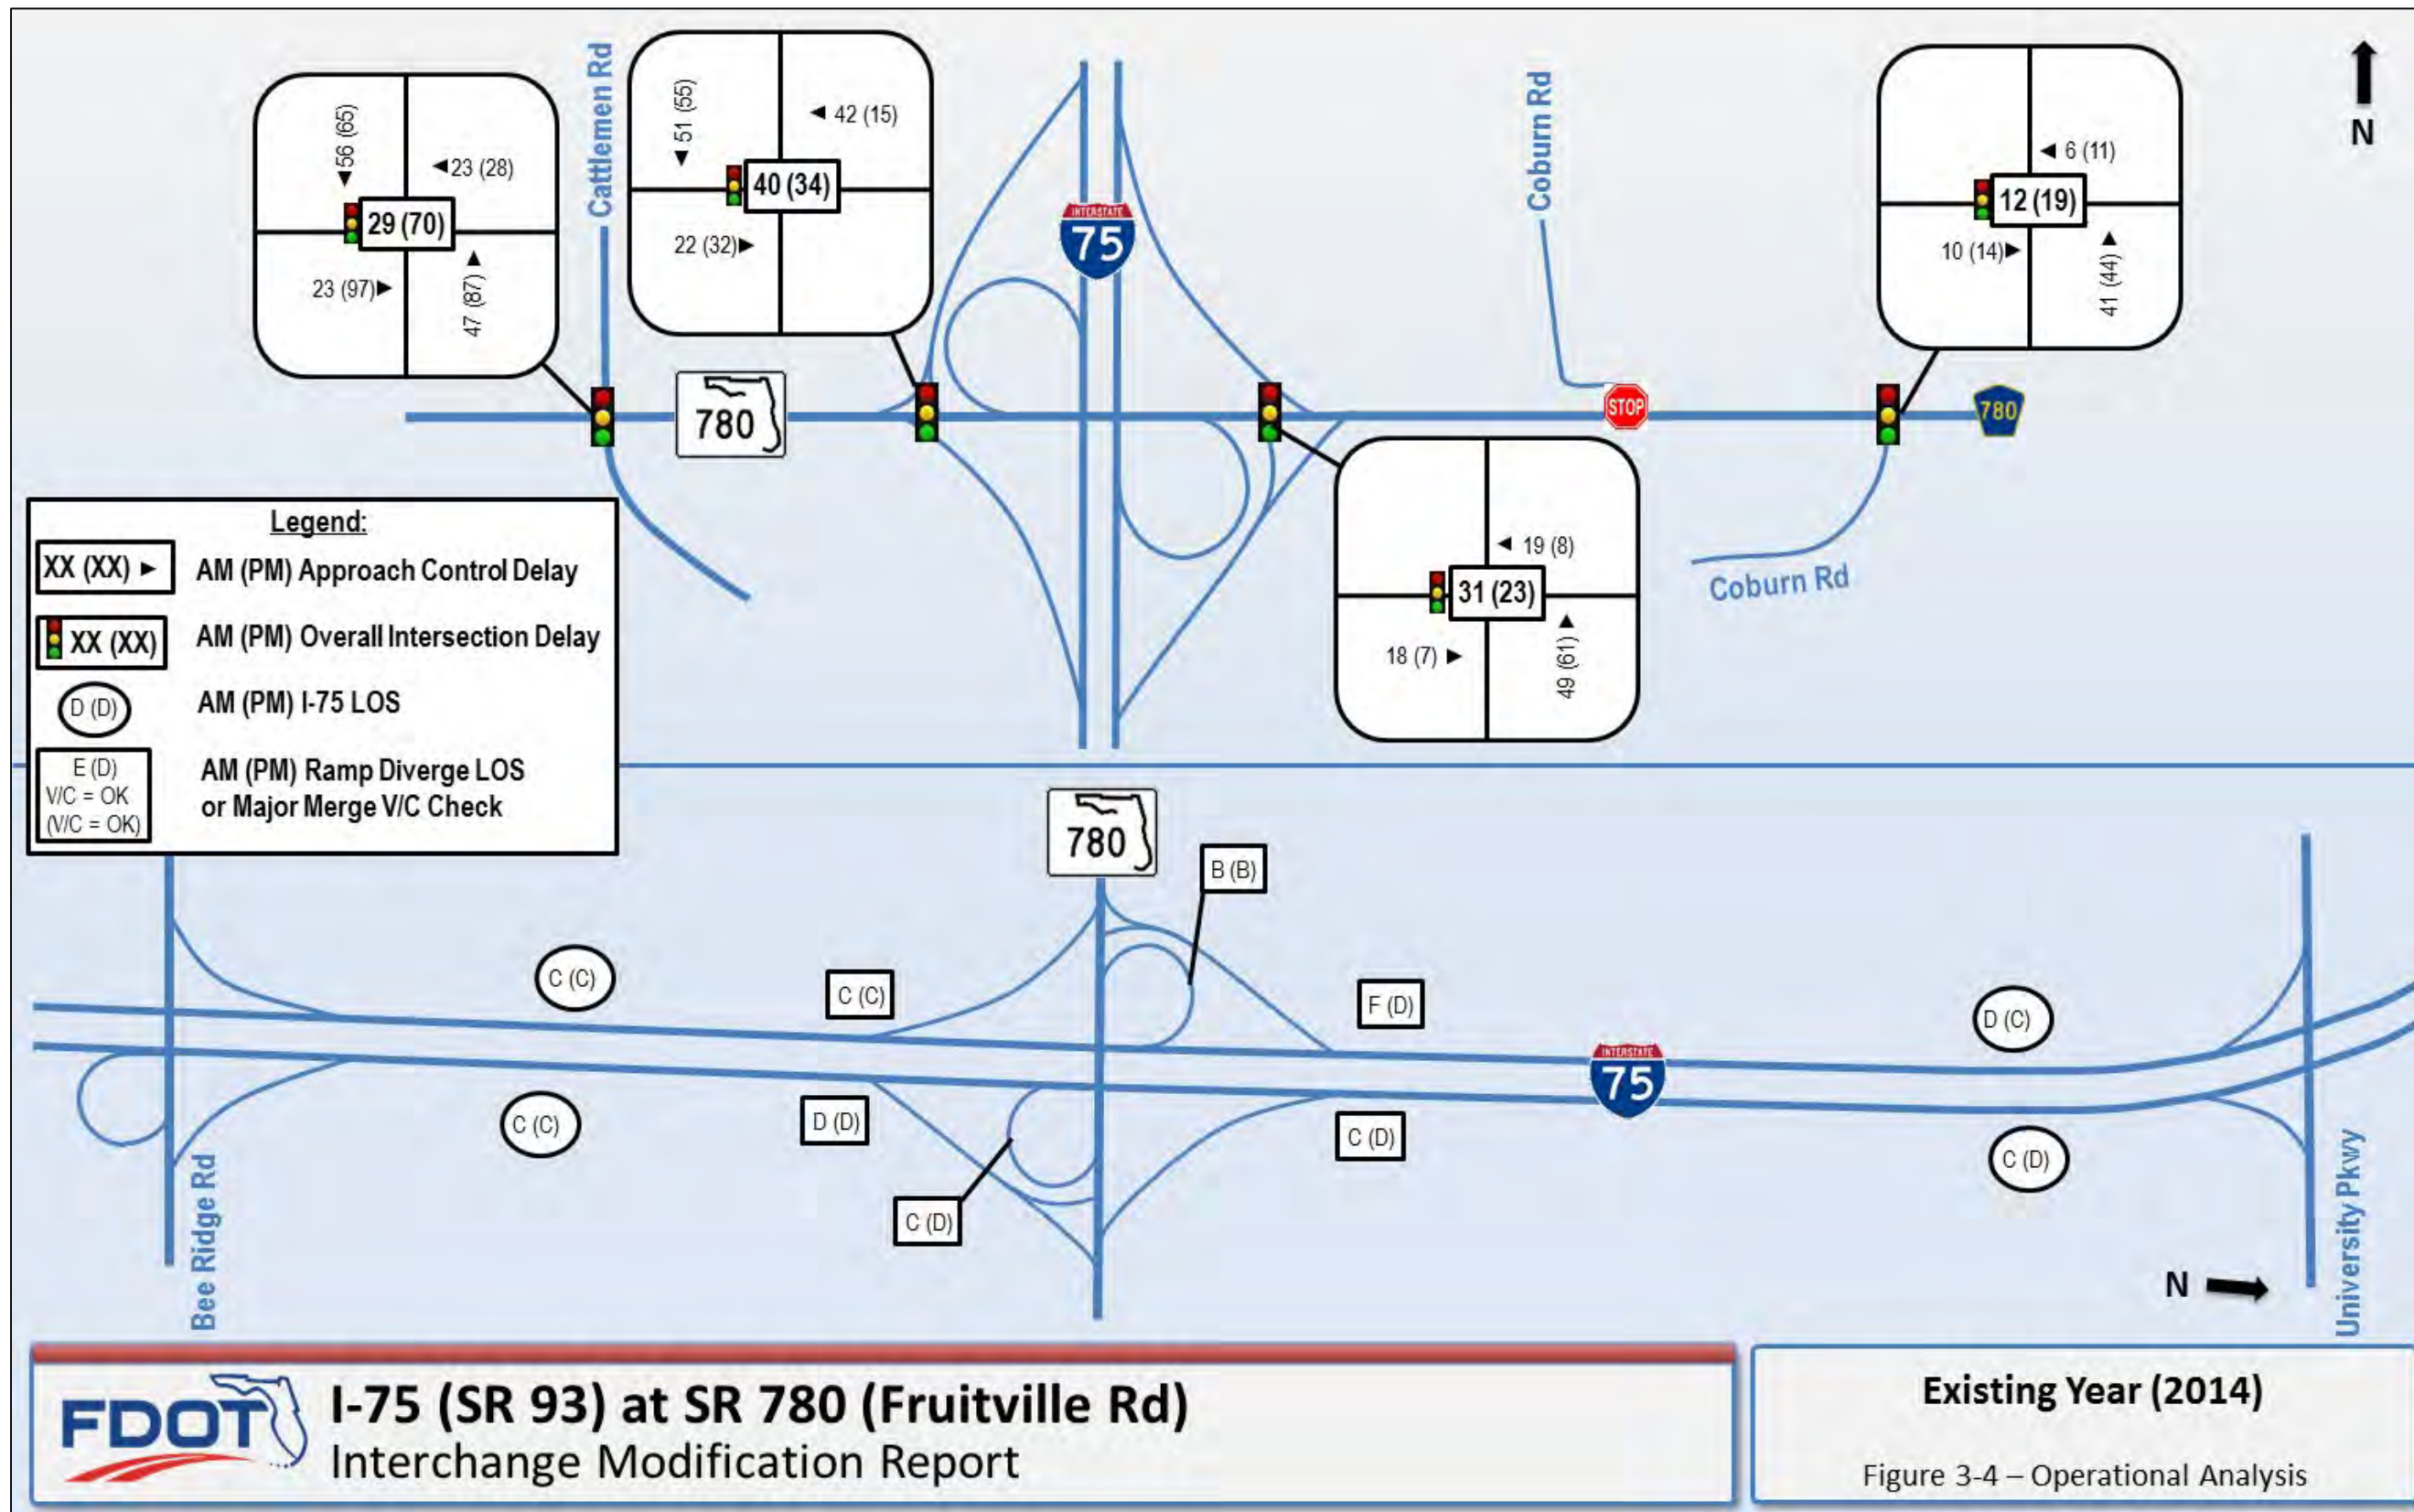 Cattlemen Rd
56 (65)
23 (28)
29 (70)
23 (97)
47 (87)
51 (55)
42 (15)
40 (34)
22 (32)
INTERSTATE
75
Coburn Rd
6 (11)
12 (19)
10 (14)
41 (44)
N
780
STOP
780
19 (8)
31 (23)
18 (7)
49 (61)
Coburn Rd
Legend:
XX (XX) AM (PM) Approach Control Delay
XX (XX) AM (PM) Overall Intersection Delay
D (D) AM (PM) I-75 LOS
E (D)
V/C = OK
(V/C = OK)
AM (PM) Ramp Diverge LOS
or Major Merge V/C Check
780
B (B)
C (C)
C (C)
F (D)
D (C)
INTERSTATE
75
C (C)
D (D)
C (D)
C (D)
C (D)
Bee Ridge Rd
University Pkwy
N
FDOT
I-75 (SR 93) at SR 780 (Fruitville Rd)
Interchange Modification Report
Existing Year (2014)
Figure 3-4 – Operational Analysis